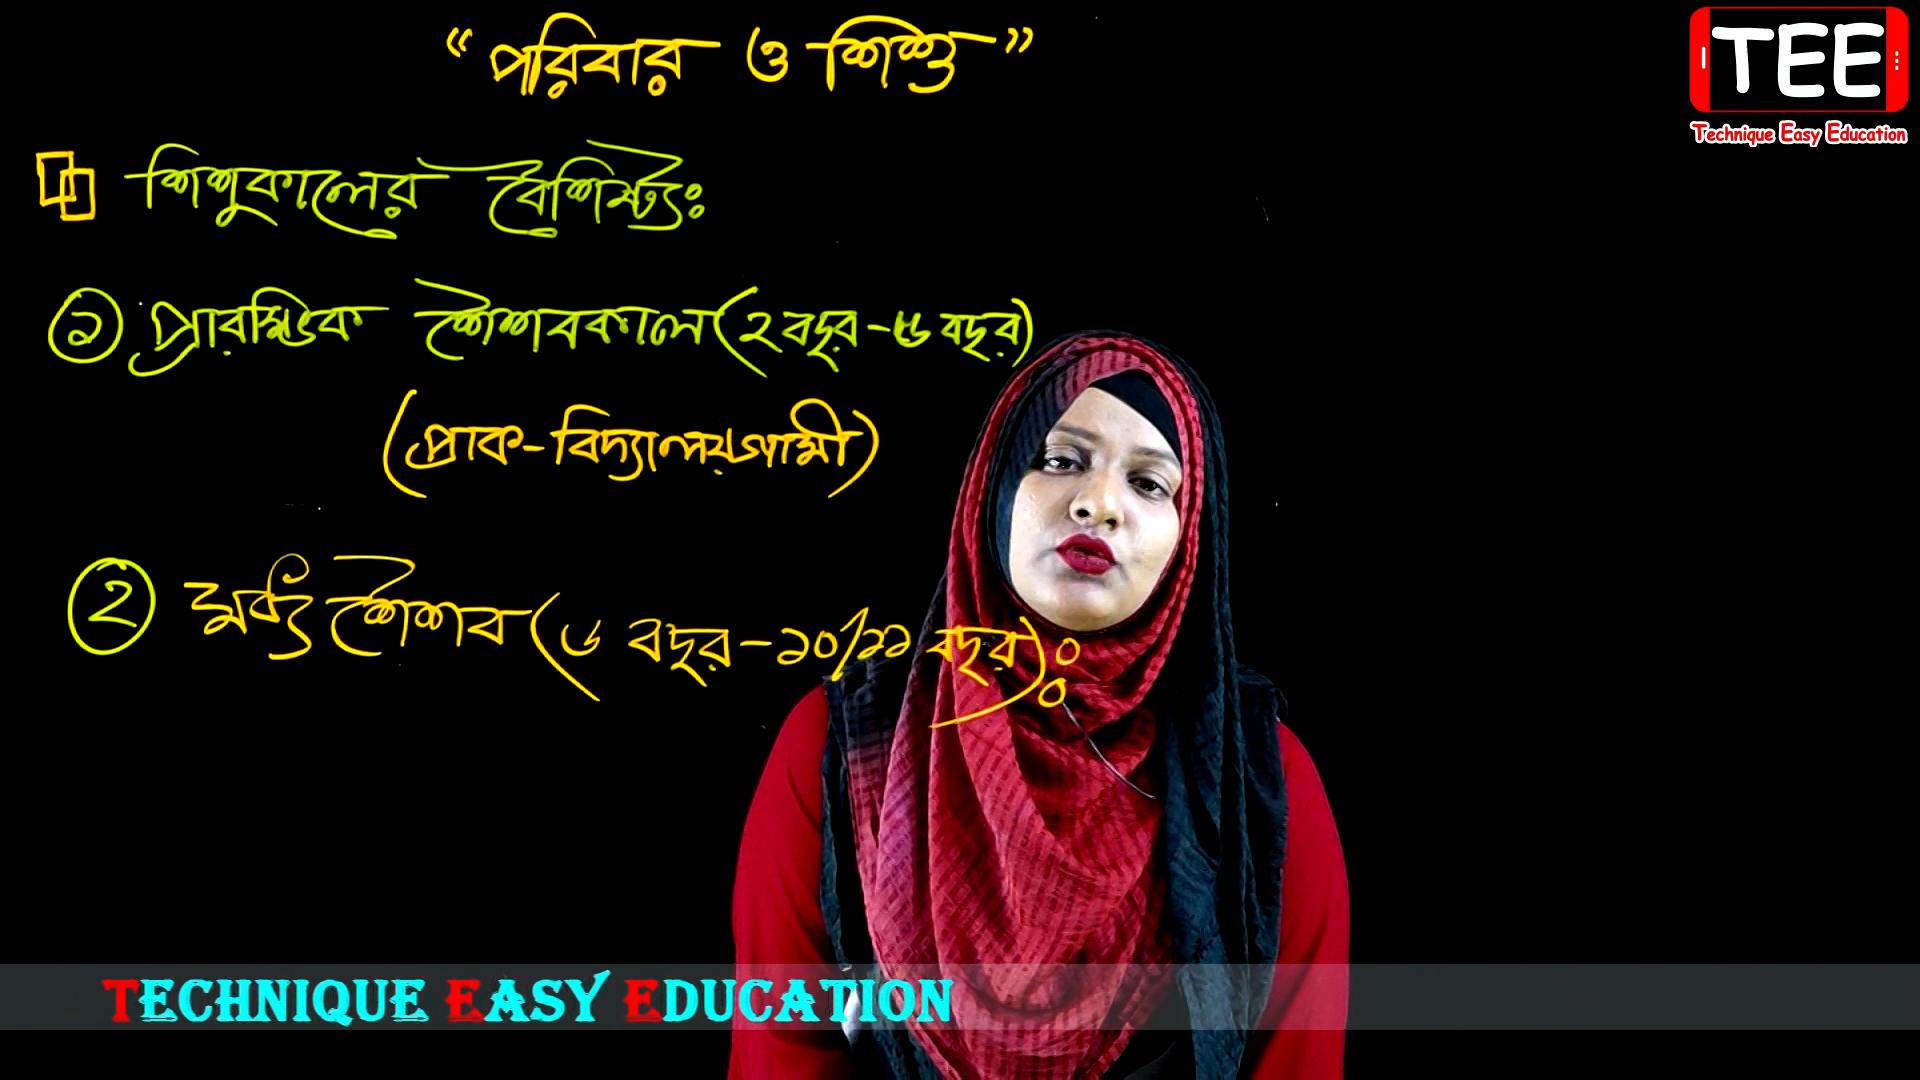 “পরিবার ও শিশু”
TEE
Technique Easy Education
শিশুকালের বৈশিষ্ট্যঃ
১ প্রারম্ভিক শৈশবকাল (২ বছর - ৬ বছর)
(প্রাক-বিদ্যালয়গামী)
২ মধ্য শৈশব (৬ বছর - ১০/১১ বছর)ঃ
TECHNIQUE EASY EDUCATION